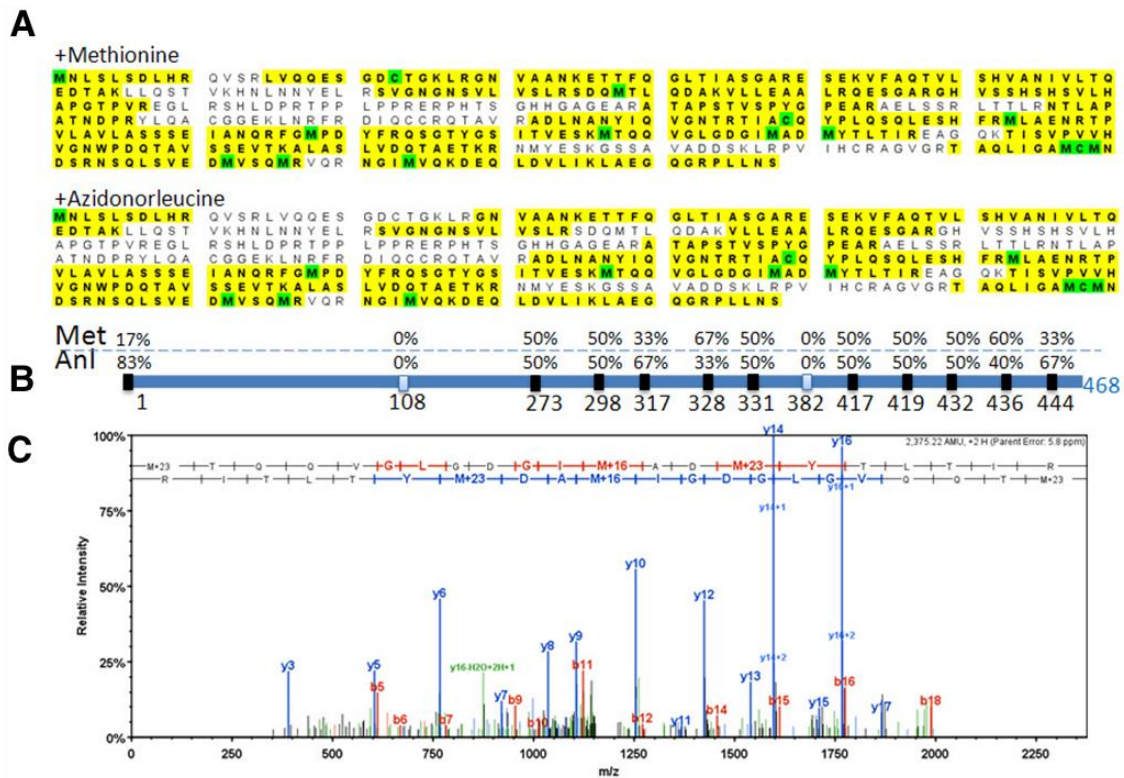 A
+Methionine
MNLSLSDLHR QVSRLVQQES GDCTGKLRGN VAANKETTFQ GLTIASGARE SEKVFAQTVL SHVANIVLTQ
EDTAKLLQST VKHNLNNYEL RSVGNGNSVL VSLRSDQMTL QDAKVLLEAA LRQESGARGH VSSHSHSVLH
APGTPVREGL RSHLDPRTPP LPPRERPHTS GHHGAGEARA TAPSTVSPYG PEARAELSSR LTTLRNTLAP
ATNDPRYLQA CGGEKLNRFR DIQCCRQTAV RADLNANYIQ VGNTRTIACQ YPLQSQLESH FRMLAENRTP
VLAVLASSSE IANQRFGMPD YFRQSGTYGS ITVESKMTQQ VGLGDGIMAD MYTLTIREAG QKTISVPVVH
VGNWPDQTAV SSEVTKALAS LVDQTAETKR NMYESKGSSA VADDSKLRPV IHCRAGVGRT AQLIGAMCMN
DSRNSQLSVE DMVSQMRVQR NGIMVQKDEQ LDVLIKLAEG QGRPLLNS
+Azidonorleucine
MNLSLSDLHR QVSRLVQQES GDCTGKLRGN VAANKETTFQ GLTIASGARE SEKVFAQTVL SHVANIVLTQ
EDTAKLLQST VKHNLNNYEL RSVGNGNSVL VSLRSDQMTL QDAKVLLEAA LRQESGARGH VSSHSHSVLH
APGTPVREGL RSHLDPRTPP LPPRERPHTS GHHGAGEARA TAPSTVSPYG PEARAELSSR LTTLRNTLAP
ATNDPRYLQA CGGEKLNRFR DIQCCRQTAV RADLNANYIQ VGNTRTIACQ YPLQSQLESH FRMLAENRTP
VLAVLASSSE IANQRFGMPD YFRQSGTYGS ITVESKMTQQ VGLGDGIMAD MYTLTIREAG QKTISVPVVH
VGNWPDQTAV SSEVTKALAS LVDQTAETKR NMYESKGSSA VADDSKLRPV IHCRAGVGRT AQLIGAMCMN
DSRNSQLSVE DMVSQMRVQR NGIMVQKDEQ LDVLIKLAEG QGRPLLNS
Met 17% 0% 50% 50% 33% 67% 50% 0% 50% 50% 50% 60% 33%
Anl 83% 0% 50% 50% 67% 33% 50% 0% 50% 50% 50% 40% 67%
B
468
1 108 273 298 317 328 331 382 417 419 432 436 444
C
2,375.22 AMU, +2 H (Parent Error: 5.8 ppm)
M+23 T Q Q V G L G D G I M+16 A D M+23 Y T L T I R
R I T L T Y M+23 D A M+16 I G D G L G V Q Q T M+23
Relative Intensity
100%
75%
50%
25%
0%
y3
y5
b5
b6
y6
b7
y16-H2O+2H+1
y7
b9
b10
y8
y9
b11
y10
b12
y11
y12
b14
y13
y14
y14+1
y14+2
b15
y15
y16
y16+1
y16+2
b16
y17
b18
0 250 500 750 1000 1250 1500 1750 2000 2250
m/z